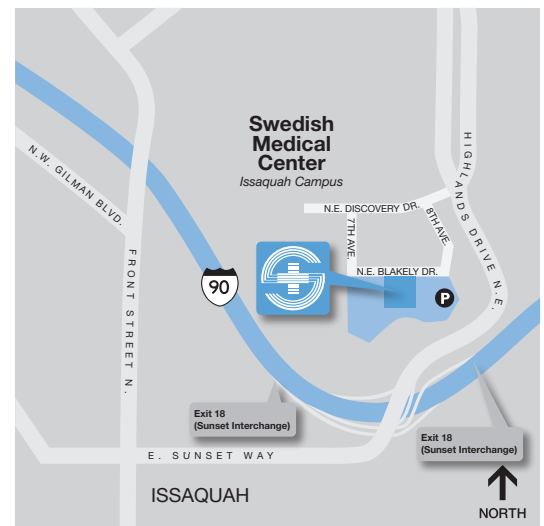 Swedish
Medical
Center
Issaquah Campus
HIGHLANDS DRIVE N.E.
N.W. GILMAN BLVD.
N.E. DISCOVERY DR.
7TH AVE.
8TH AVE.
FRONT STREET N.
N.E. BLAKELY DR.
90
P
Exit 18
(Sunset Interchange)
Exit 18
(Sunset Interchange)
E. SUNSET WAY
ISSAQUAH
NORTH